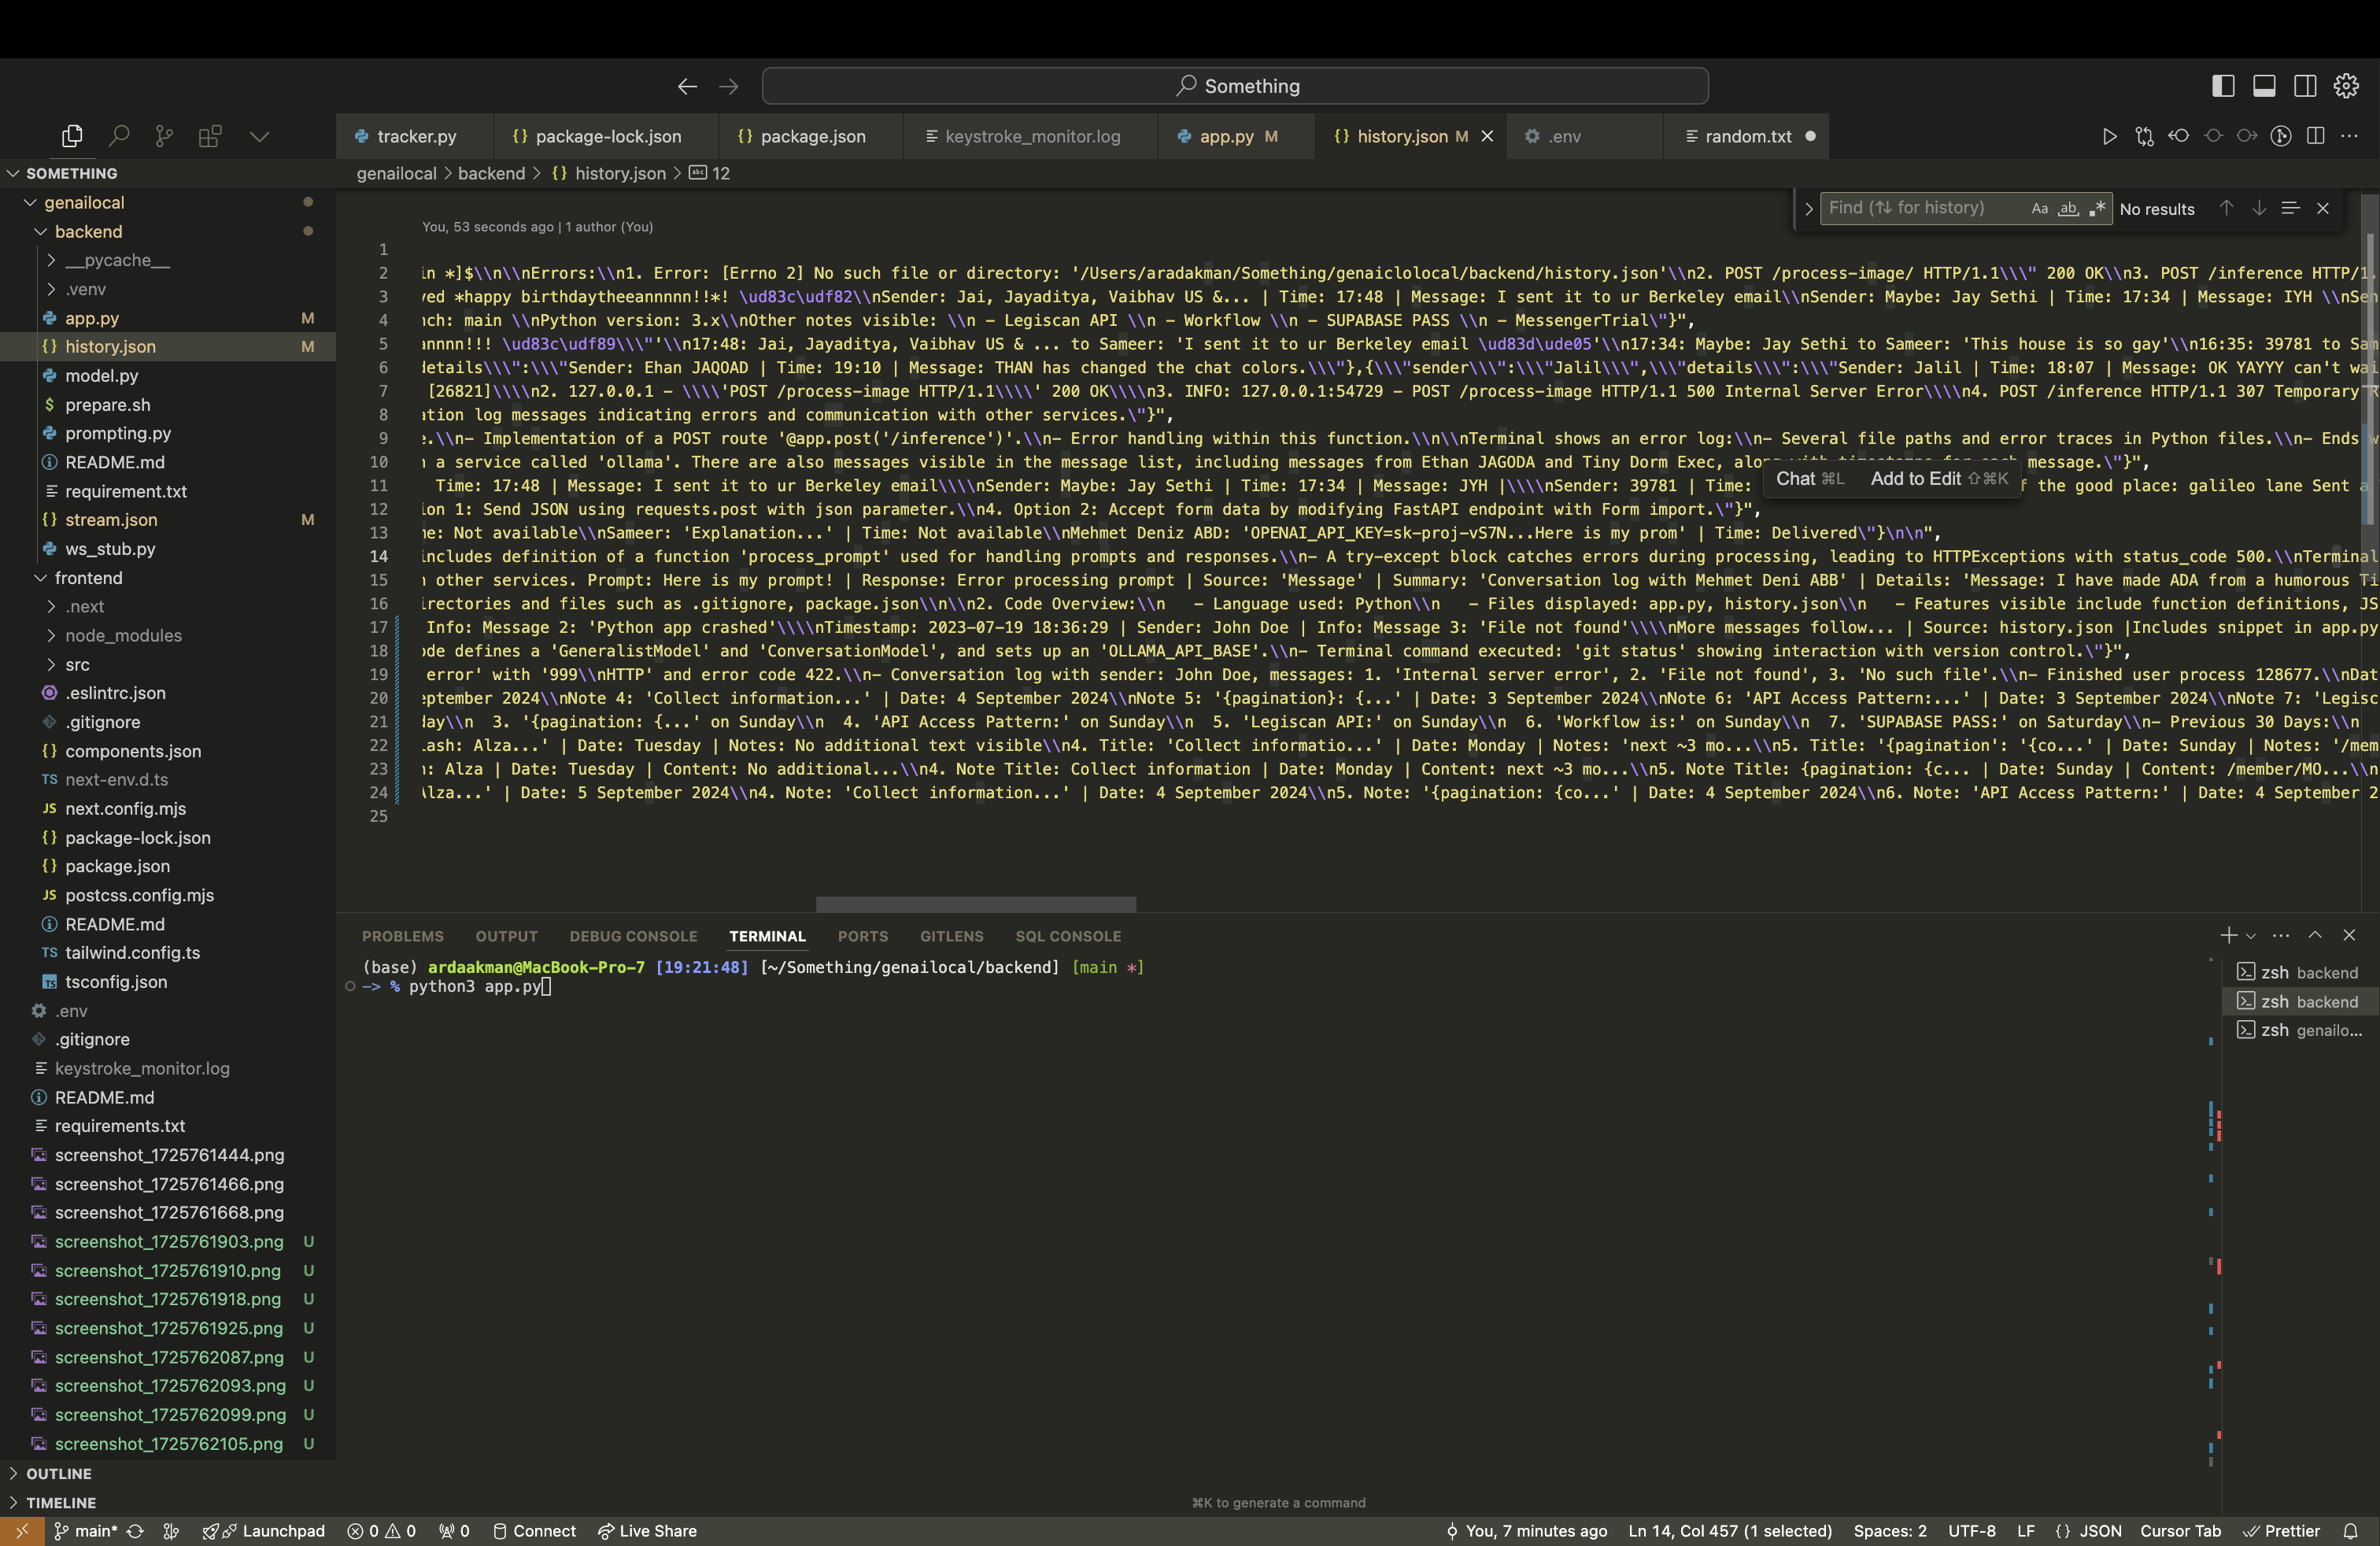 Something
tracker.py
package-lock.json
package.json
keystroke_monitor.log
app.py M
history.json M
.env
random.txt
SOMETHING
genailocal
backend
__pycache__
.venv
app.py M
history.json M
model.py
prepare.sh
prompting.py
README.md
requirement.txt
stream.json M
ws_stub.py
frontend
.next
node_modules
src
.eslintrc.json
.gitignore
components.json
next-env.d.ts
next.config.mjs
package-lock.json
package.json
postcss.config.mjs
README.md
tailwind.config.ts
tsconfig.json
.env
.gitignore
keystroke_monitor.log
README.md
requirements.txt
screenshot_1725761444.png
screenshot_1725761466.png
screenshot_1725761668.png
screenshot_1725761903.png U
screenshot_1725761910.png U
screenshot_1725761918.png U
screenshot_1725761925.png U
screenshot_1725762087.png U
screenshot_1725762093.png U
screenshot_1725762099.png U
screenshot_1725762105.png U
OUTLINE
TIMELINE
genailocal > backend > {} history.json > 12
Find (⇅ for history) Aa ab .* No results
You, 53 seconds ago | 1 author (You)
1
2 in *]$\\n\\nErrors:\\n1. Error: [Errno 2] No such file or directory: '/Users/aradakman/Something/genaiclolocal/backend/history.json'\\n2. POST /process-image/ HTTP/1.1\\\" 200 OK\\n3. POST /inference HTTP/1.
3 ved *happy birthdaytheeannnnn!!*! \ud83c\udf82\\nSender: Jai, Jayaditya, Vaibhav US &... | Time: 17:48 | Message: I sent it to ur Berkeley email\\nSender: Maybe: Jay Sethi | Time: 17:34 | Message: IYH \\nSen
4 nch: main \\nPython version: 3.x\\nOther notes visible: \\n - Legiscan API \\n - Workflow \\n - SUPABASE PASS \\n - MessengerTrial\"}",
5 annnn!!! \ud83c\udf89\\\"'\\n17:48: Jai, Jayaditya, Vaibhav US & ... to Sameer: 'I sent it to ur Berkeley email \ud83d\ude05'\\n17:34: Maybe: Jay Sethi to Sameer: 'This house is so gay'\\n16:35: 39781 to Sam
6 details\\\":\\\"Sender: Ehan JAQOAD | Time: 19:10 | Message: THAN has changed the chat colors.\\\"},{\\\"sender\\\":\\\"Jalil\\\",\\\"details\\\":\\\"Sender: Jalil | Time: 18:07 | Message: OK YAYYY can't wai
7 [26821]\\\\n2. 127.0.0.1 - \\\\'POST /process-image HTTP/1.1\\\\' 200 OK\\\\n3. INFO: 127.0.0.1:54729 - POST /process-image HTTP/1.1 500 Internal Server Error\\\\n4. POST /inference HTTP/1.1 307 Temporary R
8 ation log messages indicating errors and communication with other services.\"}",
9 e.\\n- Implementation of a POST route '@app.post('/inference')'.\\n- Error handling within this function.\\n\\nTerminal shows an error log:\\n- Several file paths and error traces in Python files.\\n- Ends w
10 a service called 'ollama'. There are also messages visible in the message list, including messages from Ethan JAGODA and Tiny Dorm Exec, along with timestamps for each message.\"}",
11 Time: 17:48 | Message: I sent it to ur Berkeley email\\\\nSender: Maybe: Jay Sethi | Time: 17:34 | Message: JYH |\\\\nSender: 39781 | Time: f the good place: galileo lane Sent a
Chat ⌘L Add to Edit ⇧⌘K
12 ion 1: Send JSON using requests.post with json parameter.\\n4. Option 2: Accept form data by modifying FastAPI endpoint with Form import.\"}",
13 ne: Not available\\nSameer: 'Explanation...' | Time: Not available\\nMehmet Deniz ABD: 'OPENAI_API_KEY=sk-proj-vS7N...Here is my prom' | Time: Delivered\"}\n\n",
14 includes definition of a function 'process_prompt' used for handling prompts and responses.\\n- A try-except block catches errors during processing, leading to HTTPExceptions with status_code 500.\\nTerminal
15 other services. Prompt: Here is my prompt! | Response: Error processing prompt | Source: 'Message' | Summary: 'Conversation log with Mehmet Deni ABB' | Details: 'Message: I have made ADA from a humorous Ti
16 irectories and files such as .gitignore, package.json\\n\\n2. Code Overview:\\n   - Language used: Python\\n   - Files displayed: app.py, history.json\\n   - Features visible include function definitions, JS
17 Info: Message 2: 'Python app crashed'\\\\nTimestamp: 2023-07-19 18:36:29 | Sender: John Doe | Info: Message 3: 'File not found'\\\\nMore messages follow... | Source: history.json |Includes snippet in app.py
18 ode defines a 'GeneralistModel' and 'ConversationModel', and sets up an 'OLLAMA_API_BASE'.\\n- Terminal command executed: 'git status' showing interaction with version control.\"}",
19 error' with '999\\nHTTP' and error code 422.\\n- Conversation log with sender: John Doe, messages: 1. 'Internal server error', 2. 'File not found', 3. 'No such file'.\\n- Finished user process 128677.\\nDat
20 eptember 2024\\nNote 4: 'Collect information...' | Date: 4 September 2024\\nNote 5: '{pagination}: {...' | Date: 3 September 2024\\nNote 6: 'API Access Pattern:...' | Date: 3 September 2024\\nNote 7: 'Legisc
21 day\\n  3. '{pagination: {...' on Sunday\\n  4. 'API Access Pattern:' on Sunday\\n  5. 'Legiscan API:' on Sunday\\n  6. 'Workflow is:' on Sunday\\n  7. 'SUPABASE PASS:' on Saturday\\n- Previous 30 Days:\\n
22 lash: Alza...' | Date: Tuesday | Notes: No additional text visible\\n4. Title: 'Collect informatio...' | Date: Monday | Notes: 'next ~3 mo...\\n5. Title: '{pagination': '{co...' | Date: Sunday | Notes: '/mem
23 n: Alza | Date: Tuesday | Content: No additional...\\n4. Note Title: Collect information | Date: Monday | Content: next ~3 mo...\\n5. Note Title: {pagination: {c... | Date: Sunday | Content: /member/MO...\\n
24 Alza...' | Date: 5 September 2024\\n4. Note: 'Collect information...' | Date: 4 September 2024\\n5. Note: '{pagination: {co...' | Date: 4 September 2024\\n6. Note: 'API Access Pattern:' | Date: 4 September 2
25
PROBLEMS OUTPUT DEBUG CONSOLE TERMINAL PORTS GITLENS SQL CONSOLE
(base) ardaakman@MacBook-Pro-7 [19:21:48] [~/Something/genailocal/backend] [main *]
-> % python3 app.py
zsh backend
zsh backend
zsh genailo...
⌘K to generate a command
main* Launchpad 0 0 0 Connect Live Share You, 7 minutes ago Ln 14, Col 457 (1 selected) Spaces: 2 UTF-8 LF {} JSON Cursor Tab Prettier